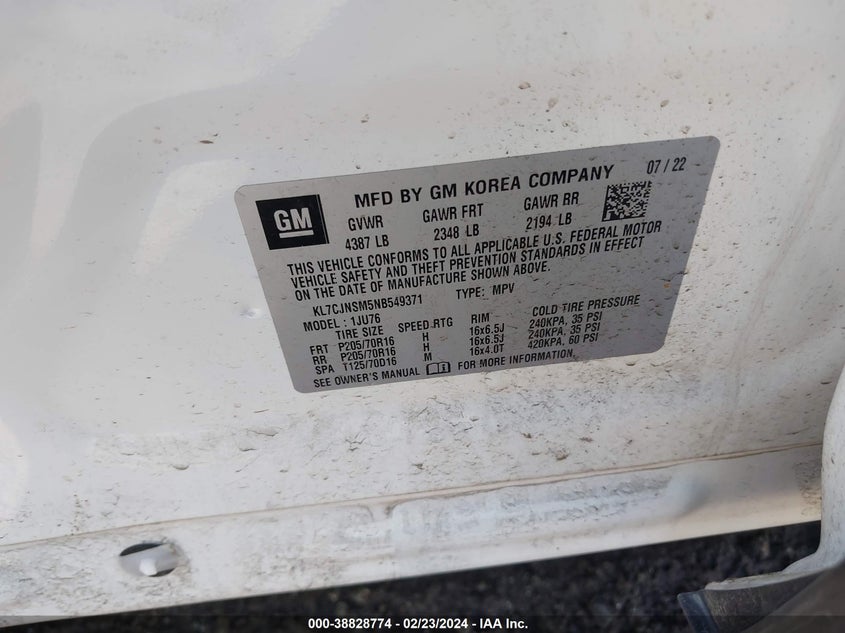 GM
MFD BY GM KOREA COMPANY 07 / 22
GVWR GAWR FRT GAWR RR
4387 LB 2348 LB 2194 LB
THIS VEHICLE CONFORMS TO ALL APPLICABLE U.S. FEDERAL MOTOR
VEHICLE SAFETY AND THEFT PREVENTION STANDARDS IN EFFECT
ON THE DATE OF MANUFACTURE SHOWN ABOVE.
KL7CJNSM5NB549371 TYPE: MPV
MODEL : 1JU76
TIRE SIZE SPEED RTG RIM COLD TIRE PRESSURE
FRT P205/70R16 H 16x6.5J 240KPA, 35 PSI
RR P205/70R16 H 16x6.5J 240KPA, 35 PSI
SPA T125/70D16 M 16x4.0T 420KPA, 60 PSI
SEE OWNER'S MANUAL FOR MORE INFORMATION.
000-38828774 — 02/23/2024 — © IAA Inc.